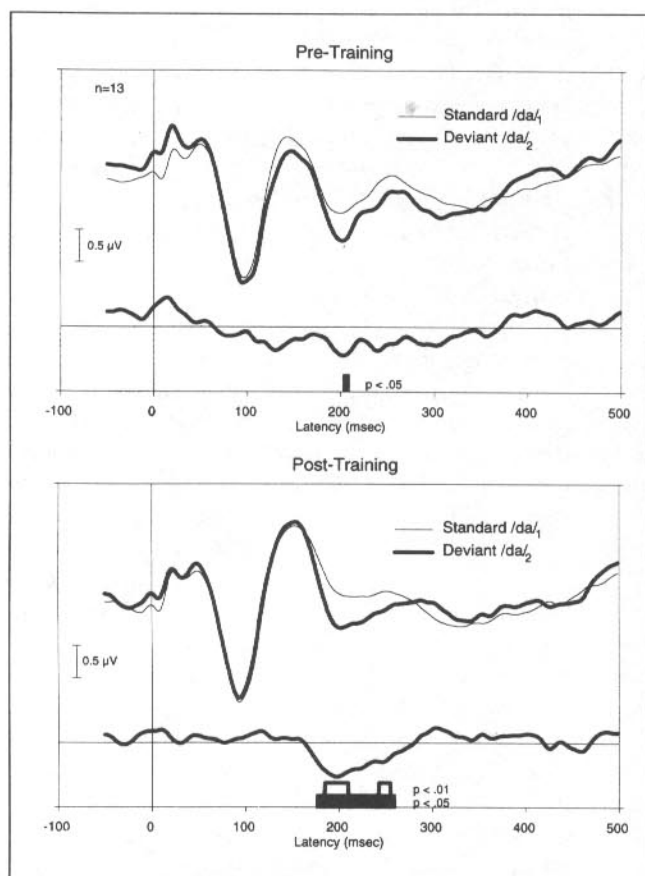 Pre-Training
n=13
Standard /da/1
Deviant /da/2
0.5 µV
p < .05
-100 0 100 200 300 400 500
Latency (msec)
Post-Training
Standard /da/1
Deviant /da/2
0.5 µV
p < .01
p < .05
-100 0 100 200 300 400 500
Latency (msec)